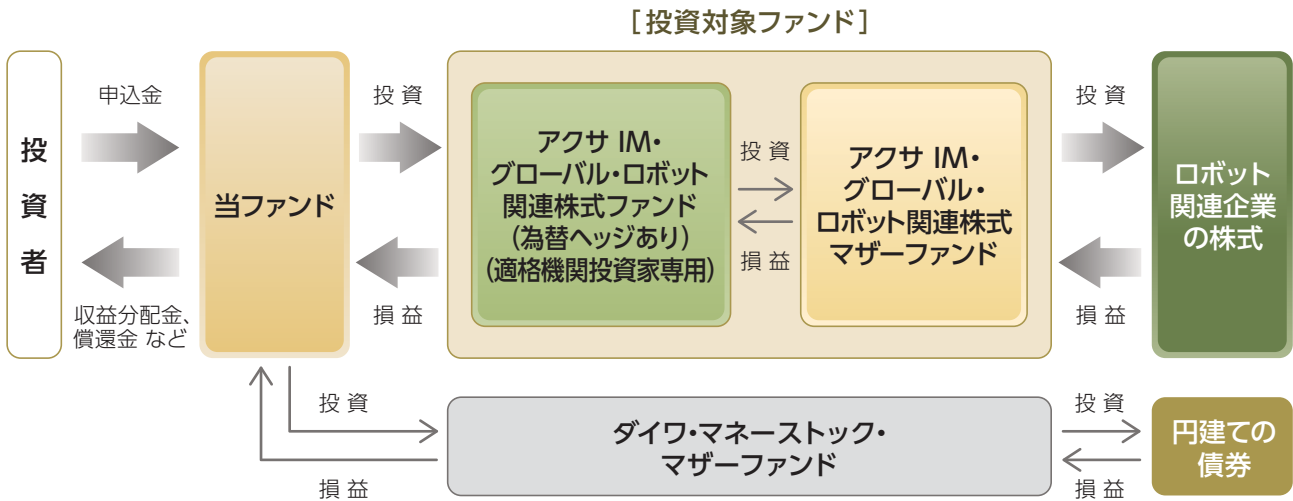 [投資対象ファンド]
投
資
者
申込金
収益分配金、
償還金 など
当ファンド
投 資
損 益
アクサ IM・
グローバル・ロボット
関連株式ファンド
(為替ヘッジあり)
(適格機関投資家専用)
投 資
損 益
アクサ IM・
グローバル・
ロボット関連株式
マザーファンド
投 資
損 益
ロボット
関連企業
の株式
投 資
損 益
ダイワ・マネーストック・
マザーファンド
投 資
損 益
円建ての
債券